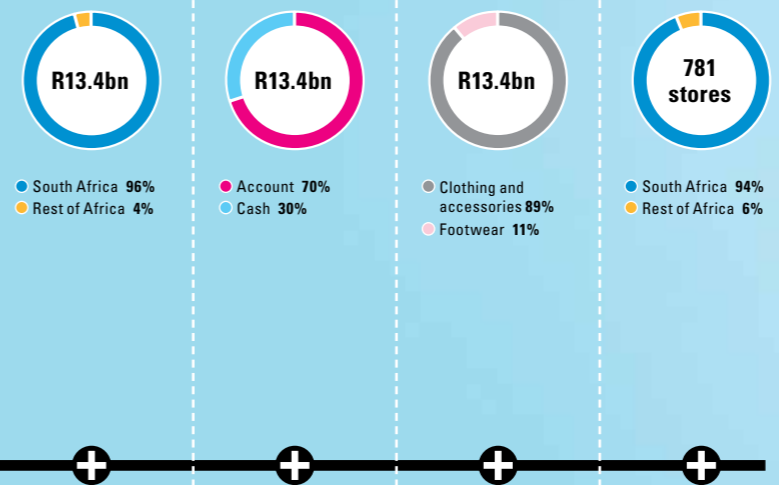 R13.4bn
South Africa 96%
Rest of Africa 4%
R13.4bn
Account 70%
Cash 30%
R13.4bn
Clothing and
accessories 89%
Footwear 11%
781
stores
South Africa 94%
Rest of Africa 6%